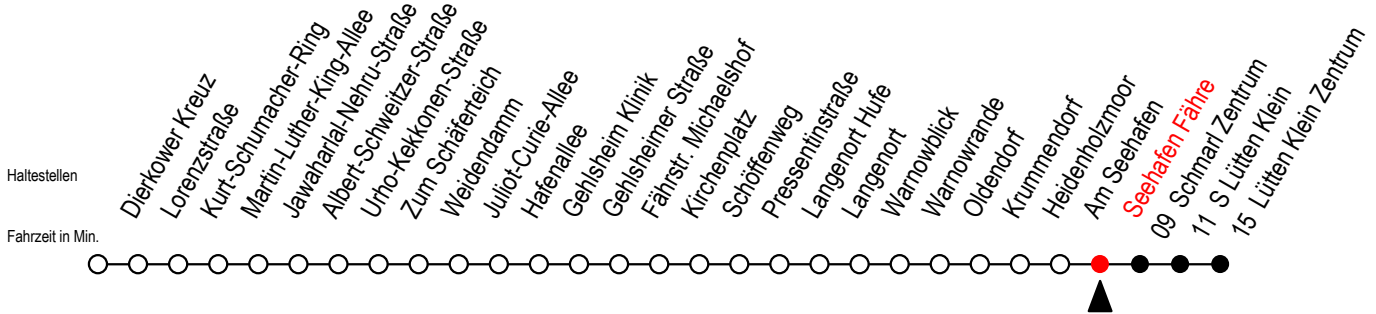 Haltestellen
Fahrzeit in Min.
Dierkower Kreuz
Lorenzstraße
Kurt-Schumacher-Ring
Martin-Luther-King-Allee
Jawaharlal-Nehru-Straße
Albert-Schweitzer-Straße
Urho-Kekkonen-Straße
Zum Schäferteich
Weidendamm
Juliot-Curie-Allee
Hafenallee
Gehlsheim Klinik
Gehlsheimer Straße
Fährstr. Michaelshof
Kirchenplatz
Schöffenweg
Pressentinstraße
Langenort Hufe
Langenort
Warnowblick
Warnowrande
Oldendorf
Krummendorf
Heidenholzmoor
Am Seehafen
Seehafen Fähre
09 Schmarl Zentrum
11 S Lütten Klein
15 Lütten Klein Zentrum